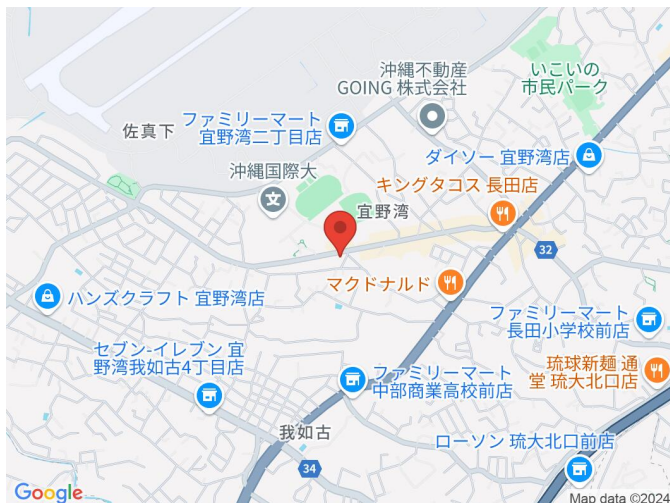 沖縄不動産
GOING 株式会社
いこいの
市民パーク
ファミリーマート
宜野湾二丁目店
佐真下
ダイソー 宜野湾店
沖縄国際大
文
キングタコス 長田店
宜野湾
32
マクドナルド
ハンズクラフト 宜野湾店
ファミリーマート
長田小学校前店
セブン-イレブン 宜
野湾我如古4丁目店
琉球新麺 通
堂 琉大北口店
ファミリーマート
中部商業高校前店
我如古
ローソン 琉大北口前店
34
Google
Map data ©2024